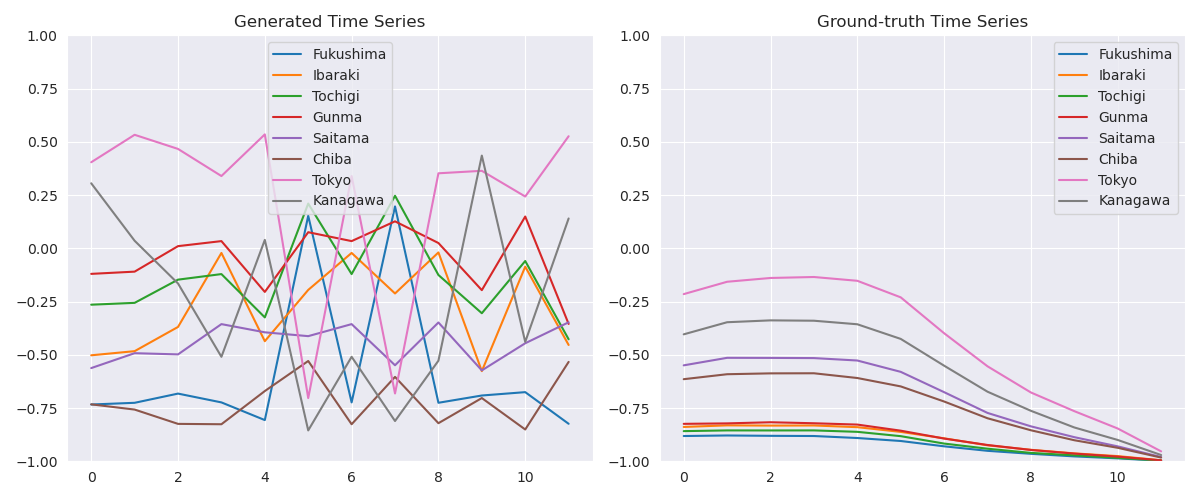 Generated Time Series
1.00
0.75
0.50
0.25
0.00
−0.25
−0.50
−0.75
−1.00
0 2 4 6 8 10
Fukushima
Ibaraki
Tochigi
Gunma
Saitama
Chiba
Tokyo
Kanagawa
Ground-truth Time Series
1.00
0.75
0.50
0.25
0.00
−0.25
−0.50
−0.75
−1.00
0 2 4 6 8 10
Fukushima
Ibaraki
Tochigi
Gunma
Saitama
Chiba
Tokyo
Kanagawa